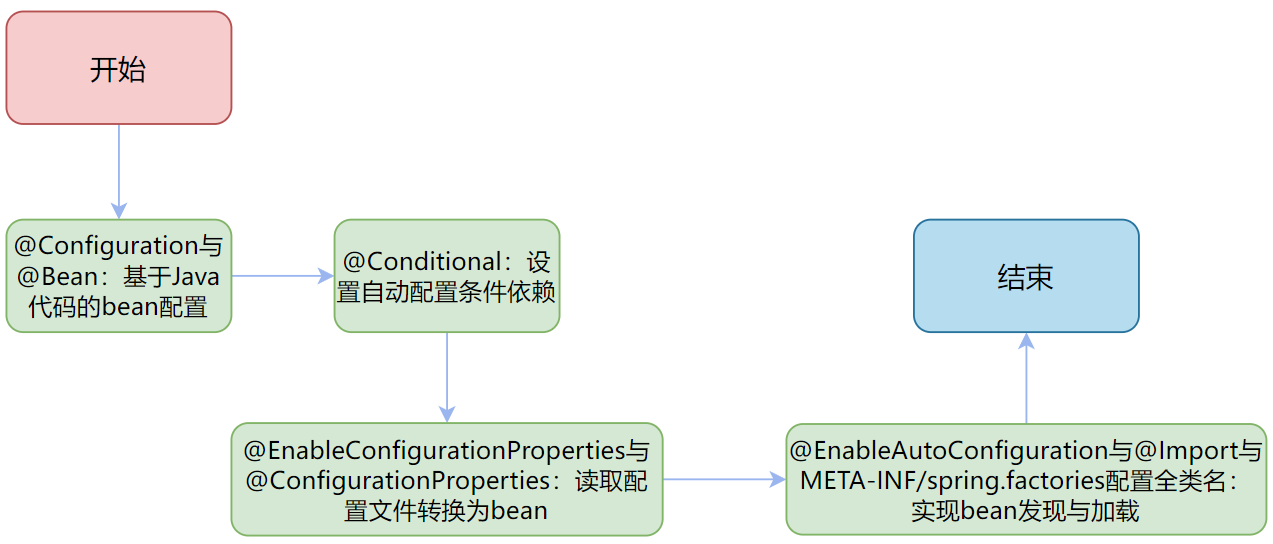 开始
@Configuration与
@Bean：基于Java
代码的bean配置
@Conditional：设
置自动配置条件依赖
@EnableConfigurationProperties与
@ConfigurationProperties：读取配
置文件转换为bean
@EnableAutoConfiguration与@Import与
META-INF/spring.factories配置全类名：
实现bean发现与加载
结束